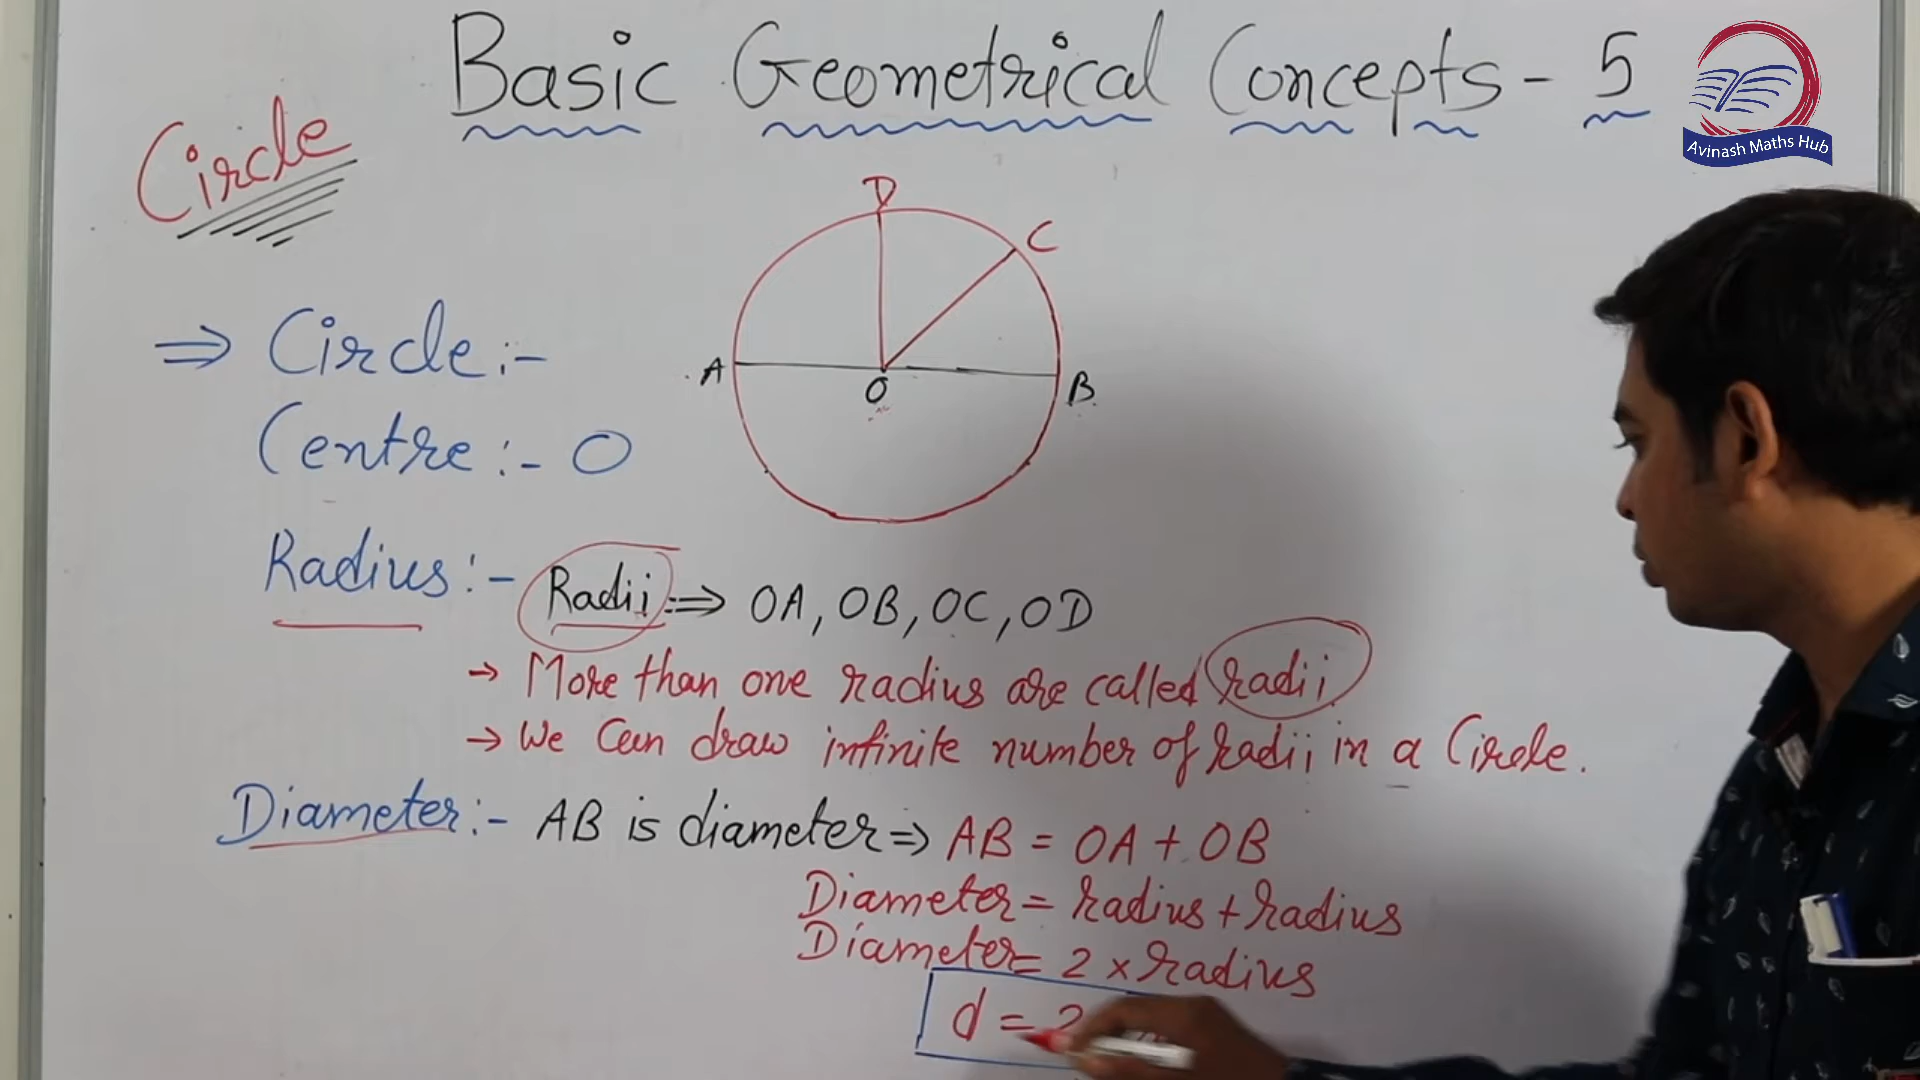 Basic Geometrical Concepts - 5
Avinash Maths Hub
Circle
D
C
A
O
B
⇒ Circle :-
Centre :- O
Radius :- Radii ⇒ OA, OB, OC, OD
→ More than one radius are called radii.
→ We Can draw infinite number of radii in a Circle.
Diameter :- AB is diameter ⇒ AB = OA + OB
Diameter = radius + radius
Diameter = 2 × radius
d = 2